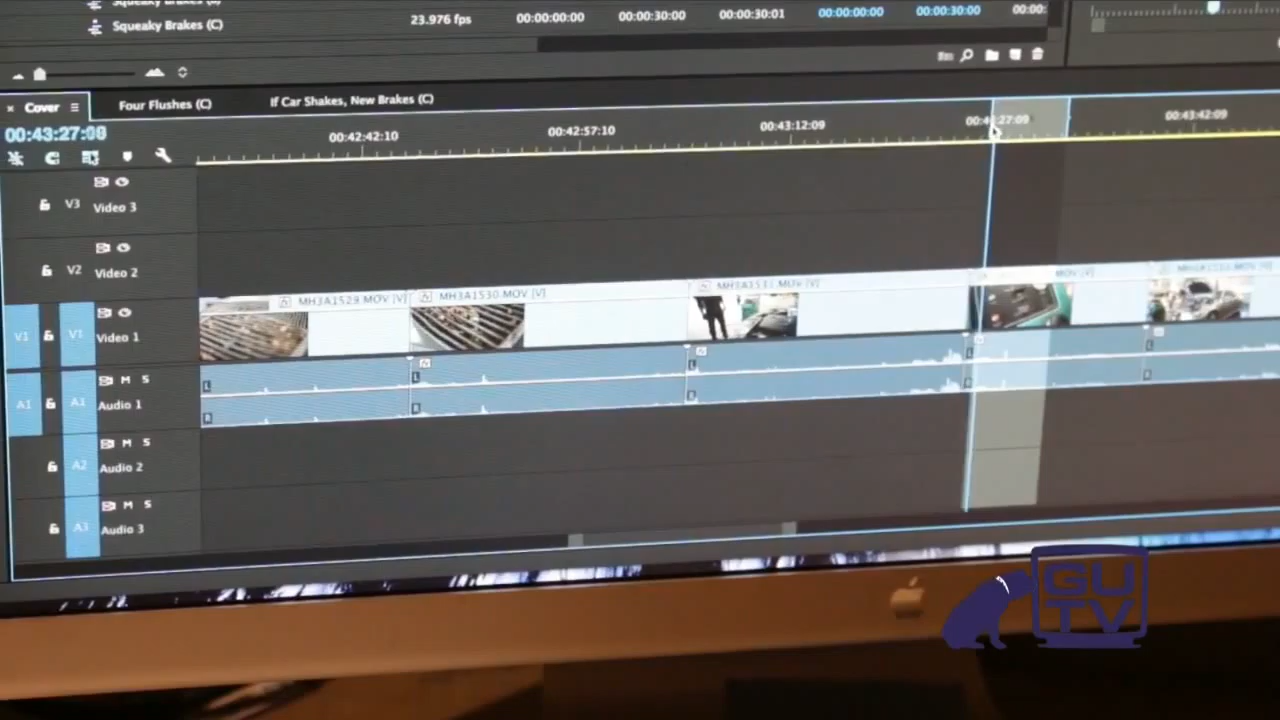 Squeaky Brakes (C) 23.976 fps 00:00:00:00 00:00:30:00 00:00:30:01 00:00:00:00 00:00:30:00 00:00:
× Cover Four Flushes (C) If Car Shakes, New Brakes (C)
00:43:27:09 00:42:42:10 00:42:57:10 00:43:12:09 00:43:27:09 00:43:42:09
V3 Video 3
V2 Video 2
MH3A1529.MOV [V] MH3A1530.MOV [V] MH3A1531.MOV [V] MOV [V]
V1 V1 Video 1
L L L L L
M S
A1 A1 Audio 1
R R R R R
M S
A2 Audio 2
M S
A3 Audio 3
GU
TV